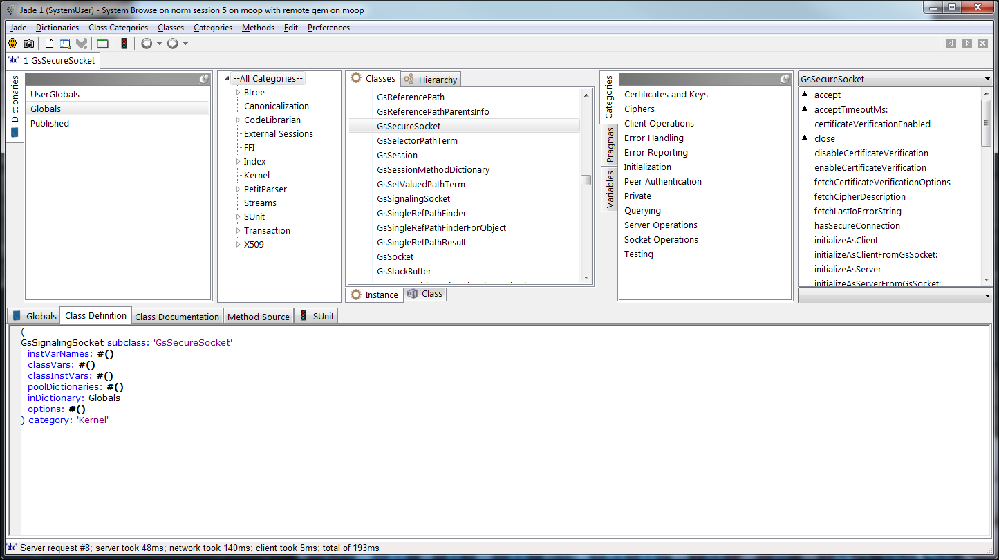 Jade 1 (SystemUser) - System Browse on norm session 5 on moop with remote gem on moop
Jade Dictionaries Class Categories Classes Categories Methods Edit Preferences
'abc' 1 GsSecureSocket
Dictionaries
UserGlobals
Globals
Published
--All Categories--
Btree
Canonicalization
CodeLibrarian
External Sessions
FFI
Index
Kernel
PetitParser
Streams
SUnit
Transaction
X509
Classes Hierarchy
GsReferencePath
GsReferencePathParentsInfo
GsSecureSocket
GsSelectorPathTerm
GsSession
GsSessionMethodDictionary
GsSetValuedPathTerm
GsSignalingSocket
GsSingleRefPathFinder
GsSingleRefPathFinderForObject
GsSingleRefPathResult
GsSocket
GsStackBuffer
Instance Class
Categories
Pragmas
Variables
Certificates and Keys
Ciphers
Client Operations
Error Handling
Error Reporting
Initialization
Peer Authentication
Private
Querying
Server Operations
Socket Operations
Testing
GsSecureSocket
accept
acceptTimeoutMs:
certificateVerificationEnabled
close
disableCertificateVerification
enableCertificateVerification
fetchCertificateVerificationOptions
fetchCipherDescription
fetchLastIoErrorString
hasSecureConnection
initializeAsClient
initializeAsClientFromGsSocket:
initializeAsServer
initializeAsServerFromGsSocket:
Globals Class Definition Class Documentation Method Source SUnit
(
GsSignalingSocket subclass: 'GsSecureSocket'
instVarNames: #()
classVars: #()
classInstVars: #()
poolDictionaries: #()
inDictionary: Globals
options: #()
) category: 'Kernel'
'abc' Server request #8; server took 48ms; network took 140ms; client took 5ms; total of 193ms